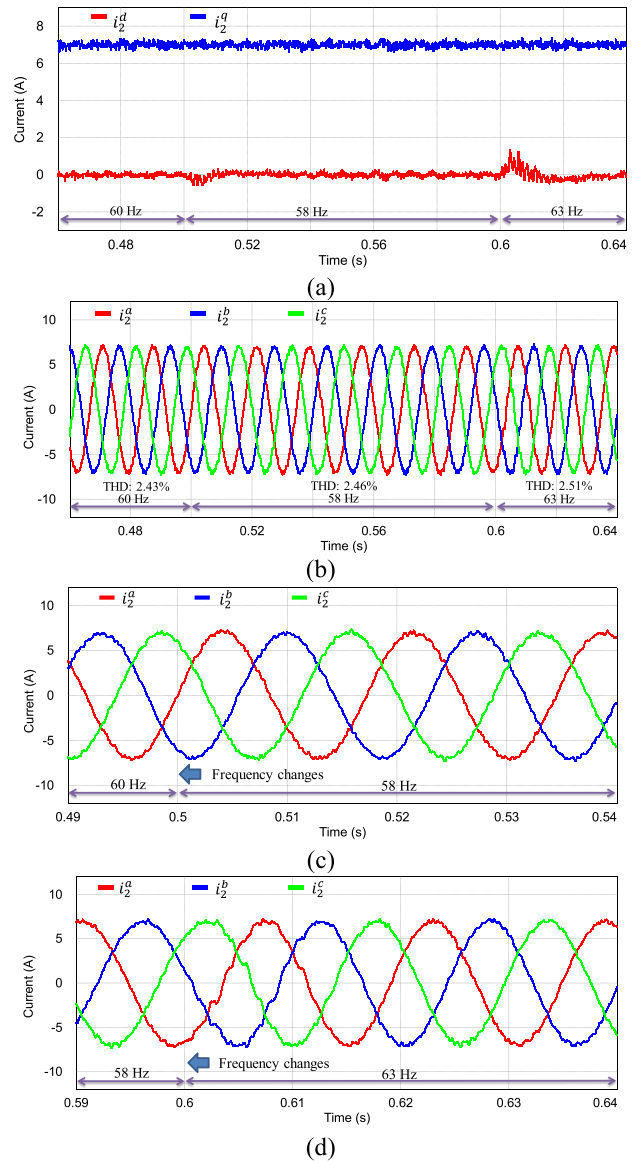 i₂ᵈ i₂ᑫ
8
6
4
2
0
-2
Current (A)
60 Hz 58 Hz 63 Hz
0.48 0.52 0.56 0.6 0.64
Time (s)
(a)
i₂ᵃ i₂ᵇ i₂ᶜ
10
5
0
-5
-10
Current (A)
THD: 2.43% THD: 2.46% THD: 2.51%
60 Hz 58 Hz 63 Hz
0.48 0.52 0.56 0.6 0.64
Time (s)
(b)
i₂ᵃ i₂ᵇ i₂ᶜ
10
5
0
-5
-10
Current (A)
Frequency changes
60 Hz 58 Hz
0.49 0.5 0.51 0.52 0.53 0.54
Time (s)
(c)
i₂ᵃ i₂ᵇ i₂ᶜ
10
5
0
-5
-10
Current (A)
Frequency changes
58 Hz 63 Hz
0.59 0.6 0.61 0.62 0.63 0.64
Time (s)
(d)